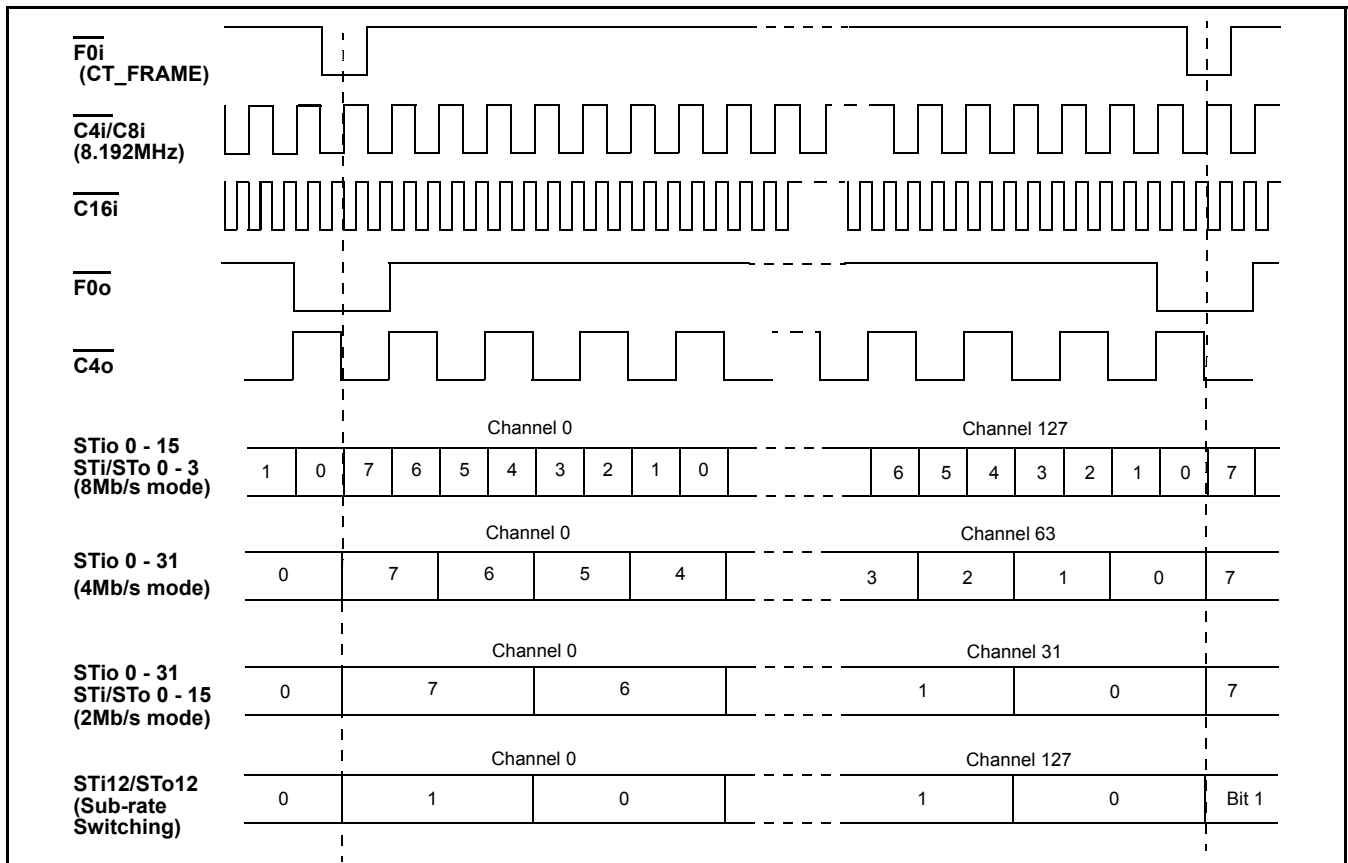 F0i
(CT_FRAME)
C4i/C8i
(8.192MHz)
C16i
F0o
C4o
Channel 0
Channel 127
STio 0 - 15
STi/STo 0 - 3
(8Mb/s mode)
1 0 7 6 5 4 3 2 1 0 6 5 4 3 2 1 0 7
Channel 0
Channel 63
STio 0 - 31
(4Mb/s mode)
0 7 6 5 4 3 2 1 0 7
Channel 0
Channel 31
STio 0 - 31
STi/STo 0 - 15
(2Mb/s mode)
0 7 6 1 0 7
Channel 0
Channel 127
STi12/STo12
(Sub-rate
Switching)
0 1 0 1 0 Bit 1